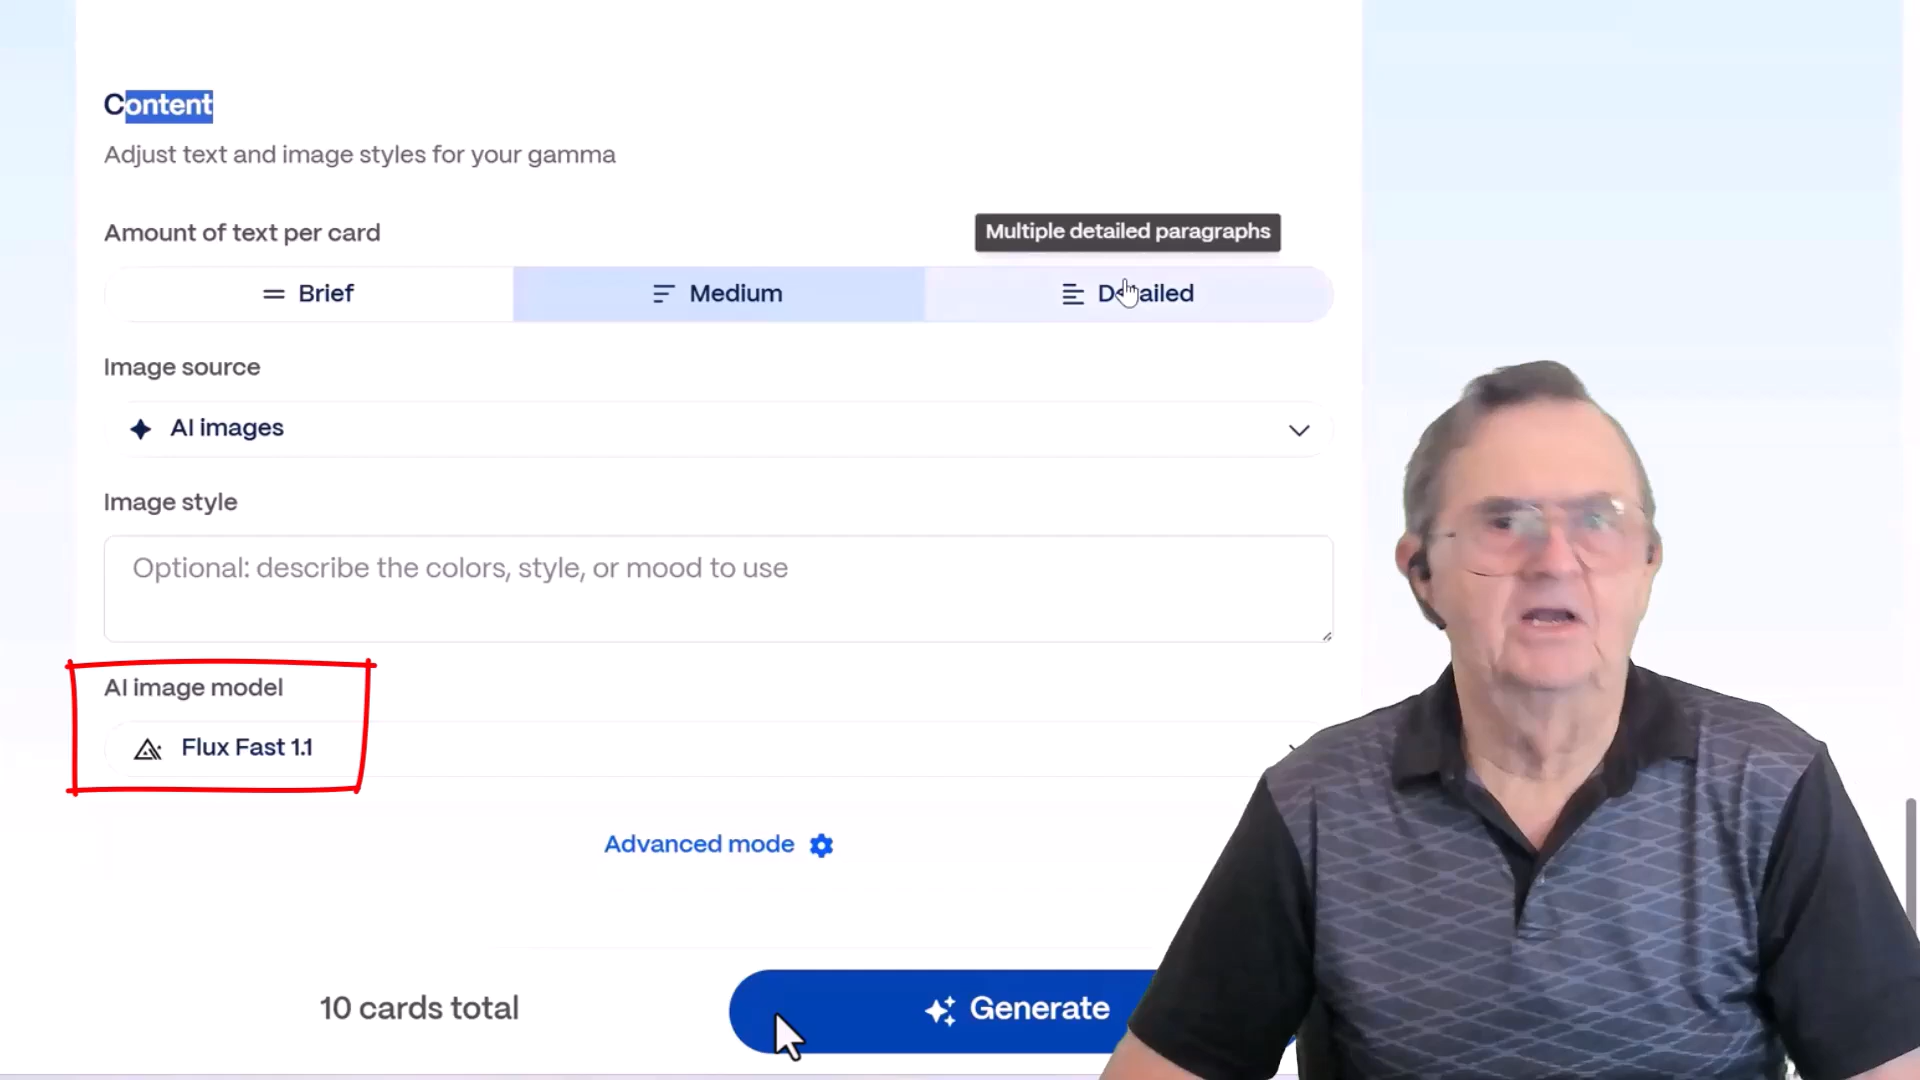 Content
Adjust text and image styles for your gamma
Amount of text per card
Multiple detailed paragraphs
Brief
Medium
Detailed
Image source
AI images
Image style
Optional: describe the colors, style, or mood to use
AI image model
Flux Fast 1.1
Advanced mode
10 cards total
Generate